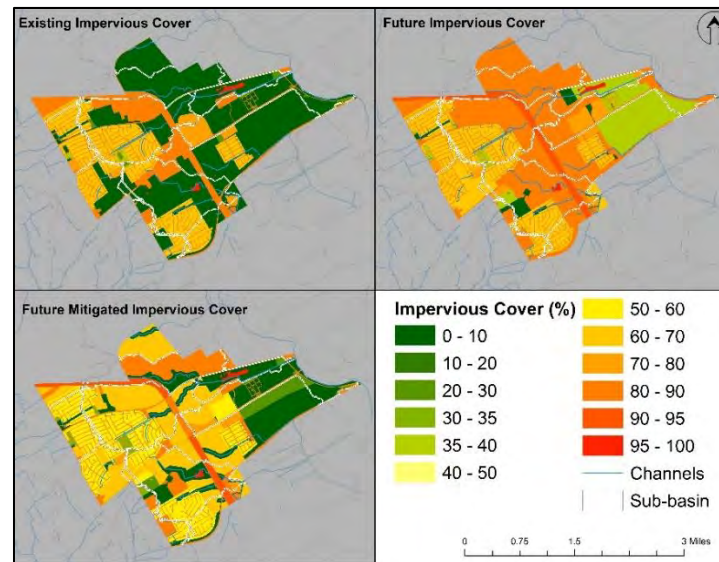 Existing Impervious Cover
Future Impervious Cover
Future Mitigated Impervious Cover
Impervious Cover (%)
0 - 10
10 - 20
20 - 30
30 - 35
35 - 40
40 - 50
50 - 60
60 - 70
70 - 80
80 - 90
90 - 95
95 - 100
Channels
Sub-basin
0 0.75 1.5 3 Miles